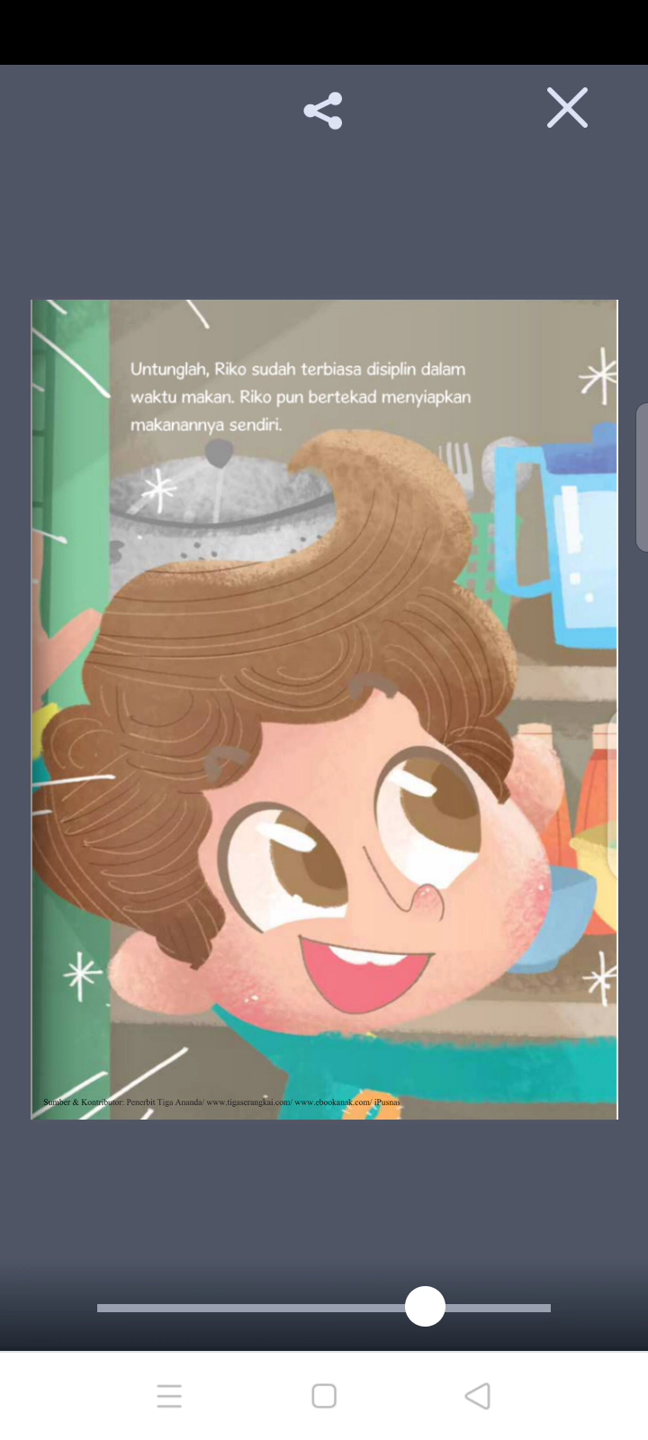 Untunglah, Riko sudah terbiasa disiplin dalam
waktu makan. Riko pun bertekad menyiapkan
makanannya sendiri.
Sumber & Kontributor: Penerbit Tiga Ananda/ www.tigaserangkai.com/ www.ebookanak.com/ iPusnas